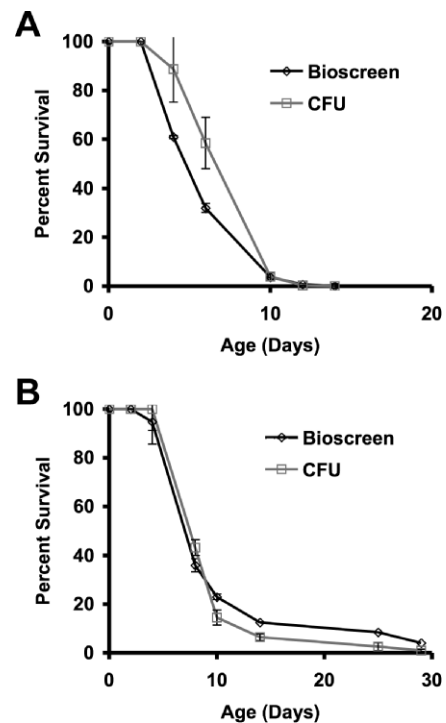 A
100
80
60
40
20
0
Percent Survival
Bioscreen
CFU
0 10 20
Age (Days)
B
100
80
60
40
20
0
Percent Survival
Bioscreen
CFU
0 10 20 30
Age (Days)